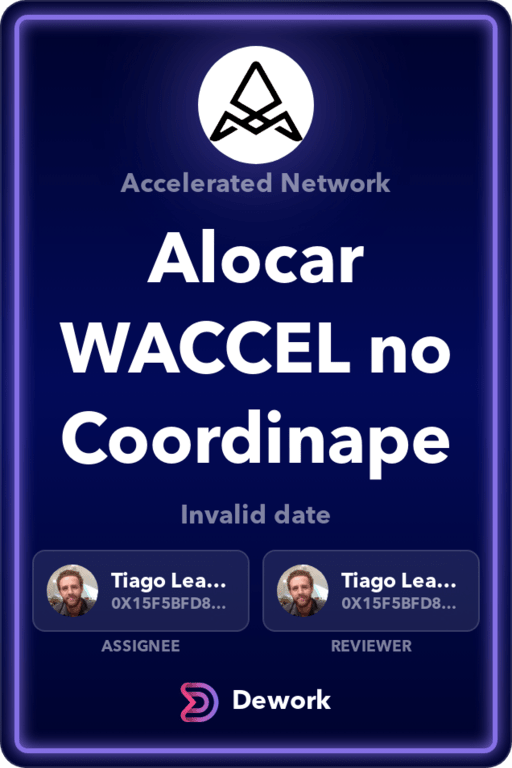 Accelerated Network
Alocar
WACCEL no
Coordinape
Invalid date
Tiago Lea...
0X15F5BFD8...
ASSIGNEE
Tiago Lea...
0X15F5BFD8...
REVIEWER
Dework